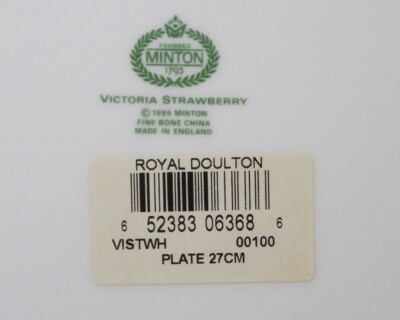 FOUNDED
MINTON
1793
VICTORIA STRAWBERRY
© 1999 MINTON
FINE BONE CHINA
MADE IN ENGLAND
ROYAL DOULTON
6 52383 06368 6
VISTWH 00100
PLATE 27CM